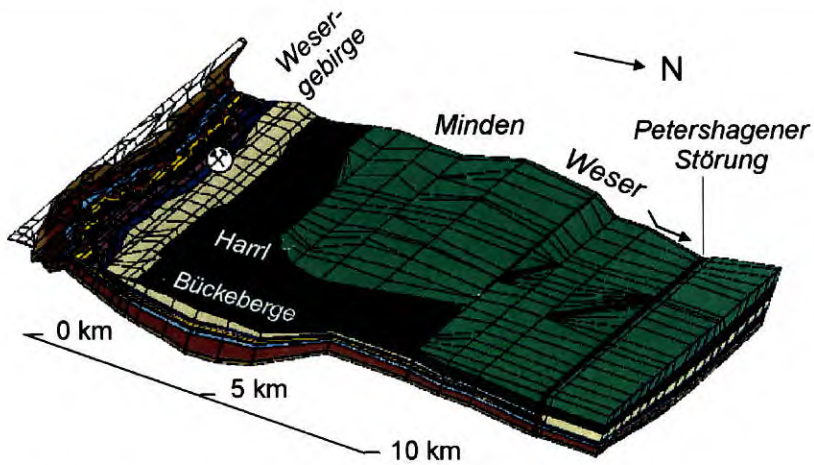 Weser-
gebirge
N
Minden
Petershagener
Störung
Weser
Harrl
Bückeberge
0 km
5 km
10 km